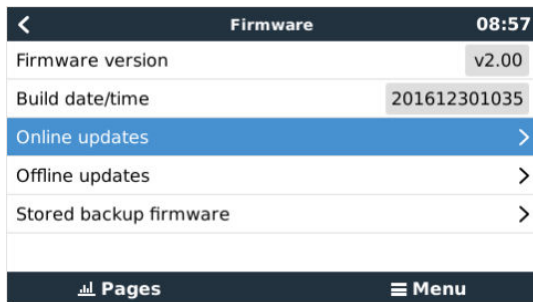 Firmware 08:57
Firmware version v2.00
Build date/time 201612301035
Online updates
Offline updates
Stored backup firmware
Pages Menu